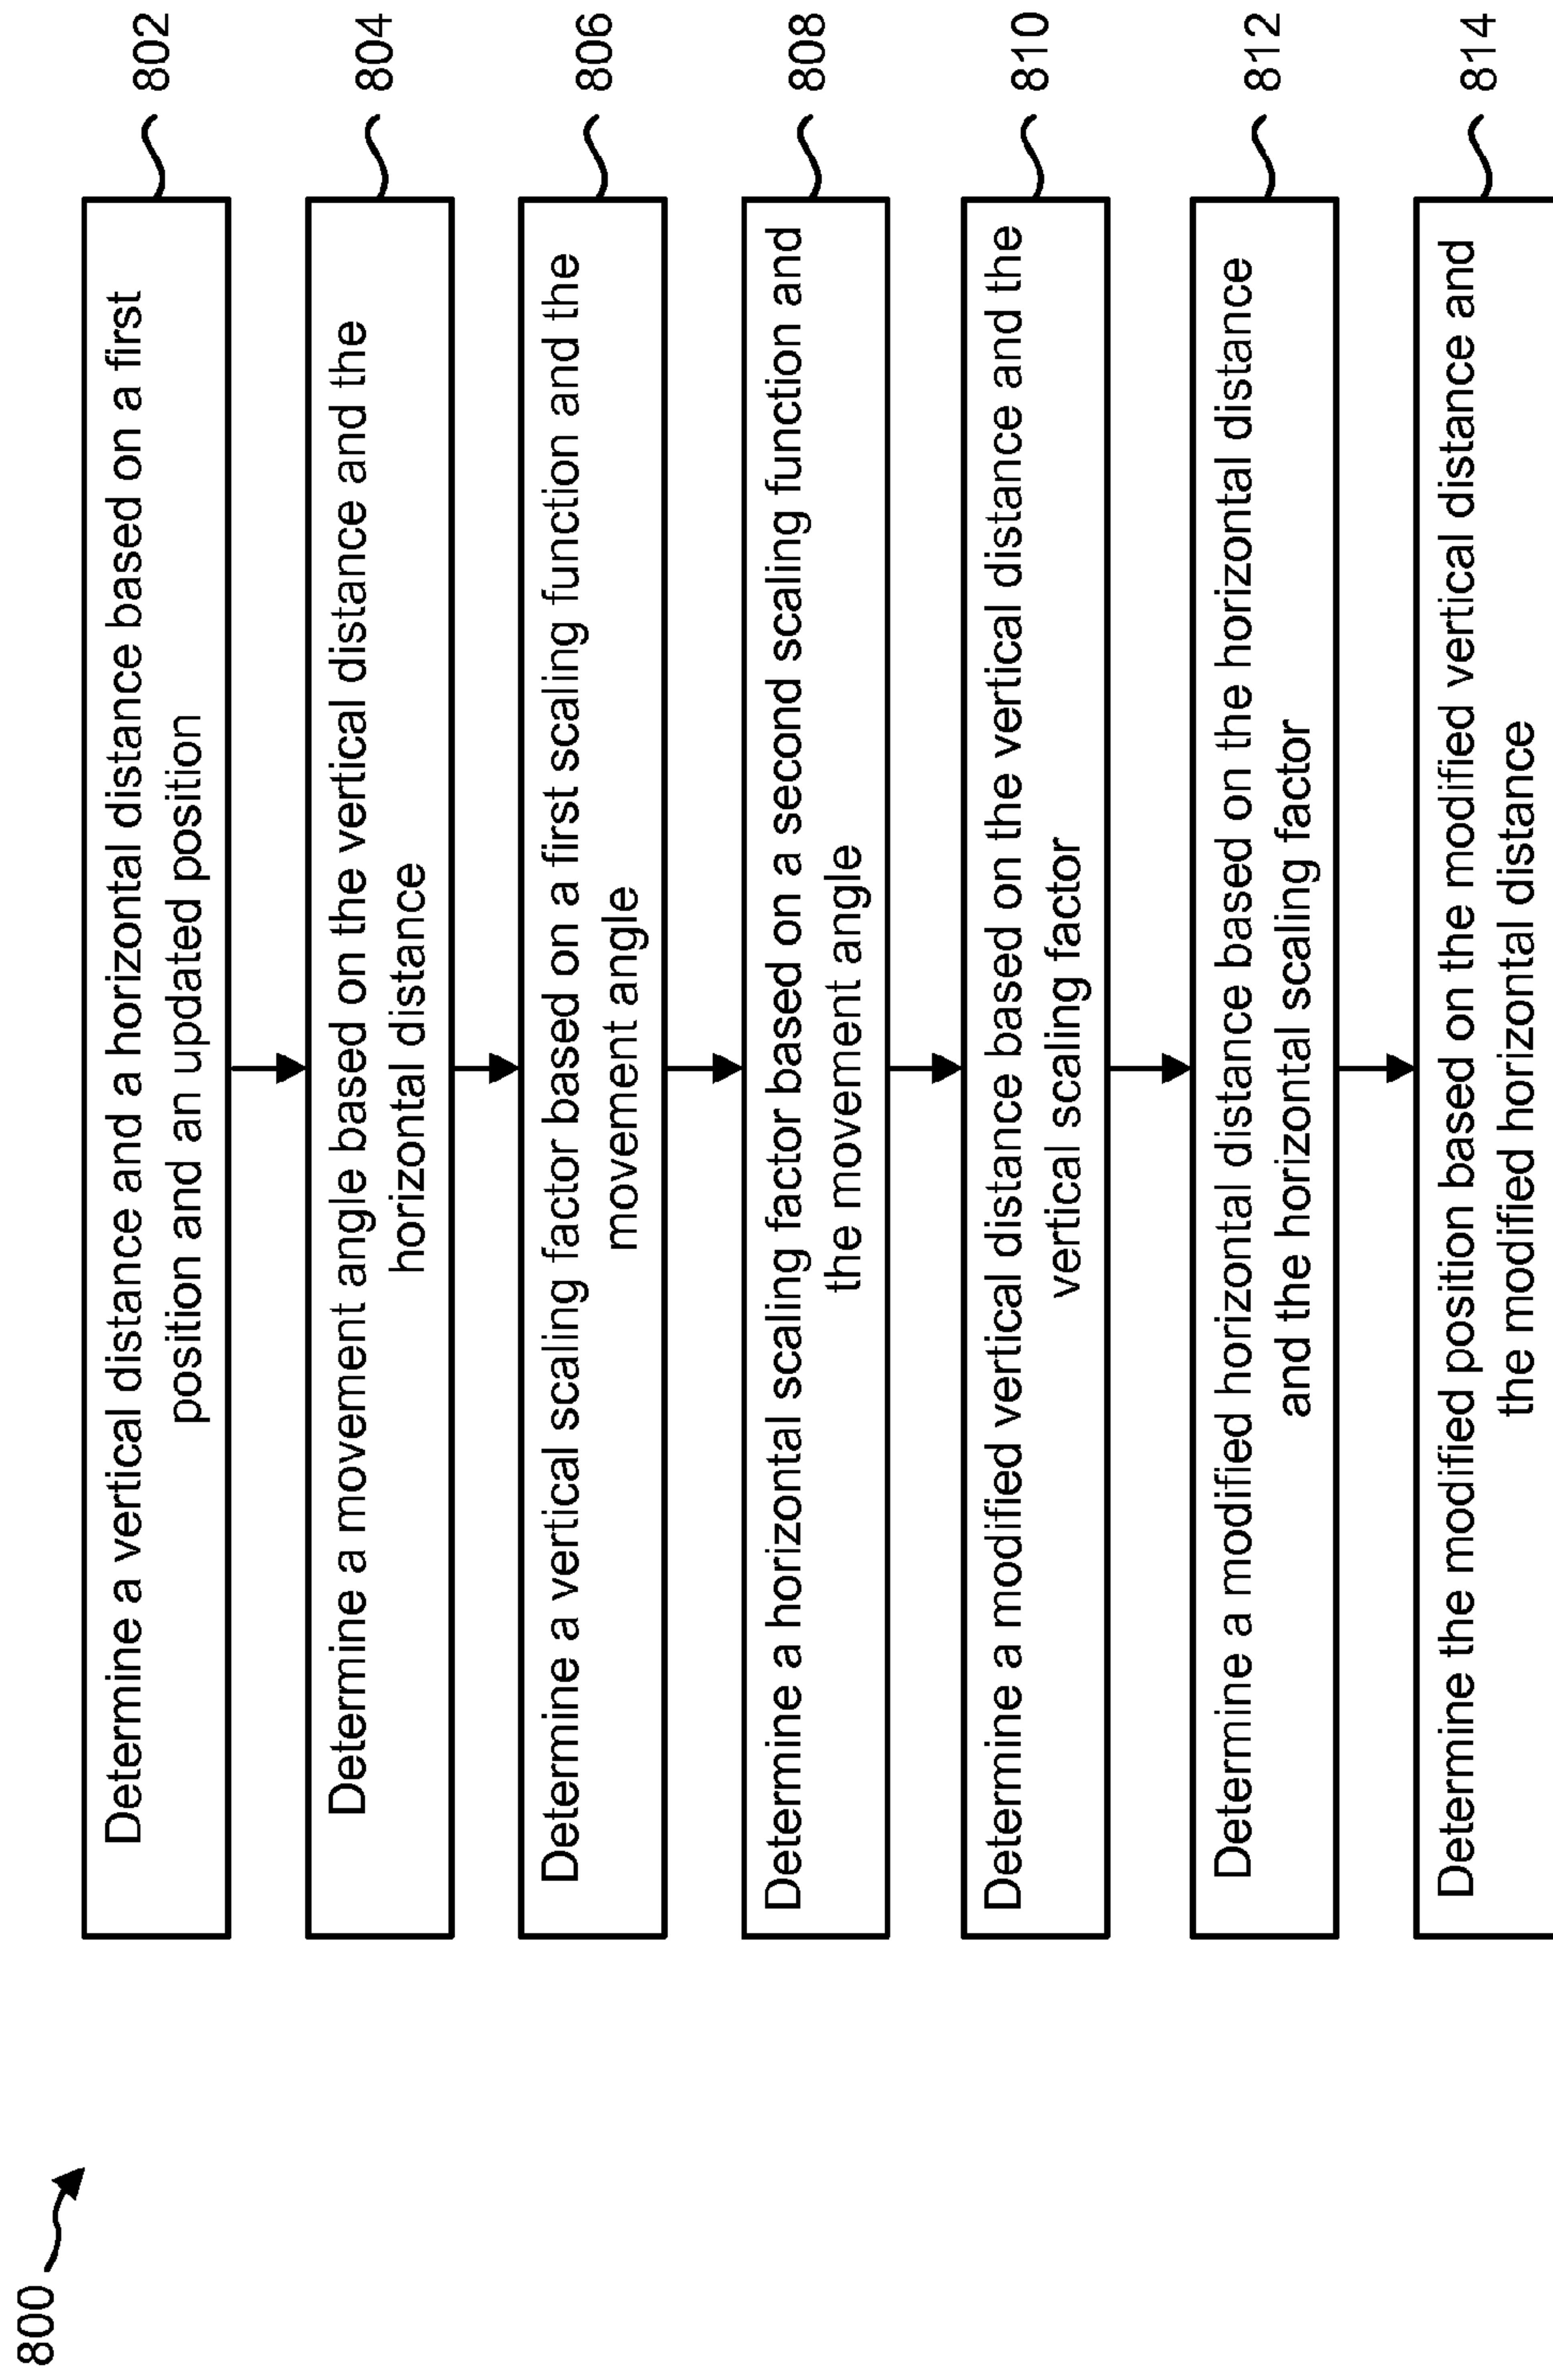 800
Determine a vertical distance and a horizontal distance based on a first
position and an updated position
802
Determine a movement angle based on the vertical distance and the
horizontal distance
804
Determine a vertical scaling factor based on a first scaling function and the
movement angle
806
Determine a horizontal scaling factor based on a second scaling function and
the movement angle
808
Determine a modified vertical distance based on the vertical distance and the
vertical scaling factor
810
Determine a modified horizontal distance based on the horizontal distance
and the horizontal scaling factor
812
Determine the modified position based on the modified vertical distance and
the modified horizontal distance
814